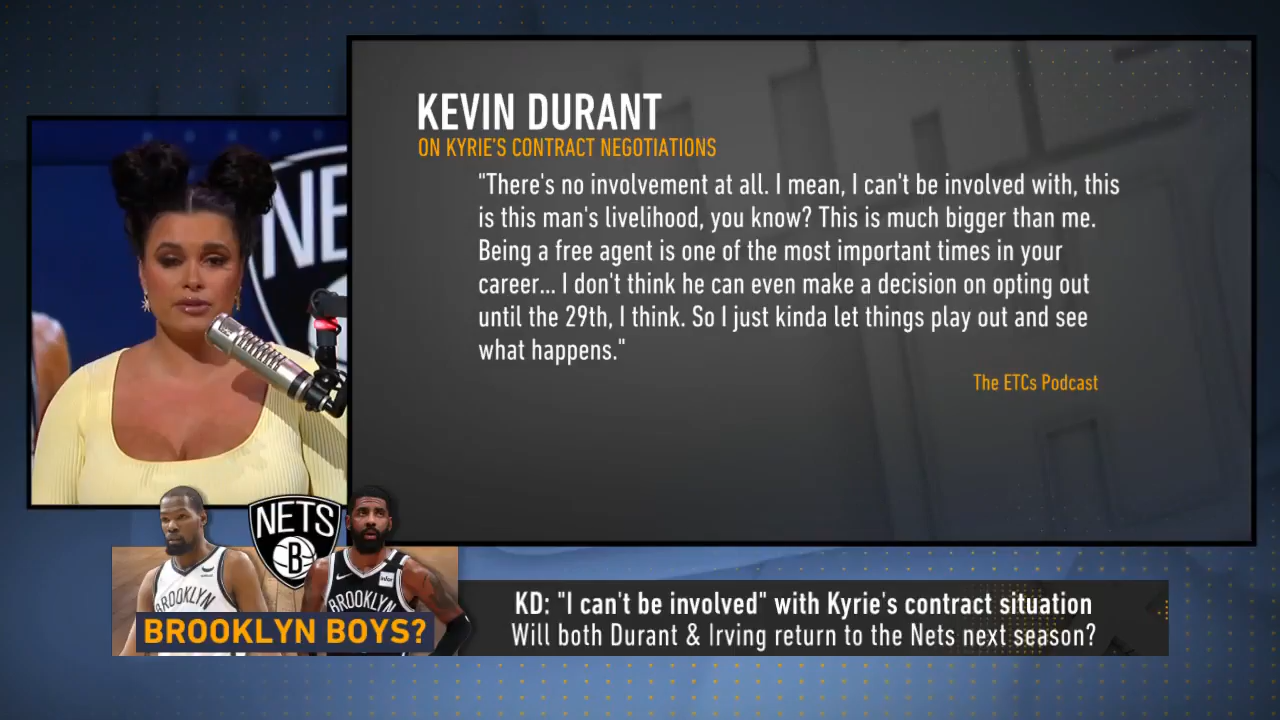 KEVIN DURANT
ON KYRIE'S CONTRACT NEGOTIATIONS
"There's no involvement at all. I mean, I can't be involved with, this
is this man's livelihood, you know? This is much bigger than me.
Being a free agent is one of the most important times in your
career... I don't think he can even make a decision on opting out
until the 29th, I think. So I just kinda let things play out and see
what happens."
The ETCs Podcast
NE
NETS
B
BROOKLYN
BROOKLYN
BROOKLYN BOYS?
KD: "I can't be involved" with Kyrie's contract situation
Will both Durant & Irving return to the Nets next season?